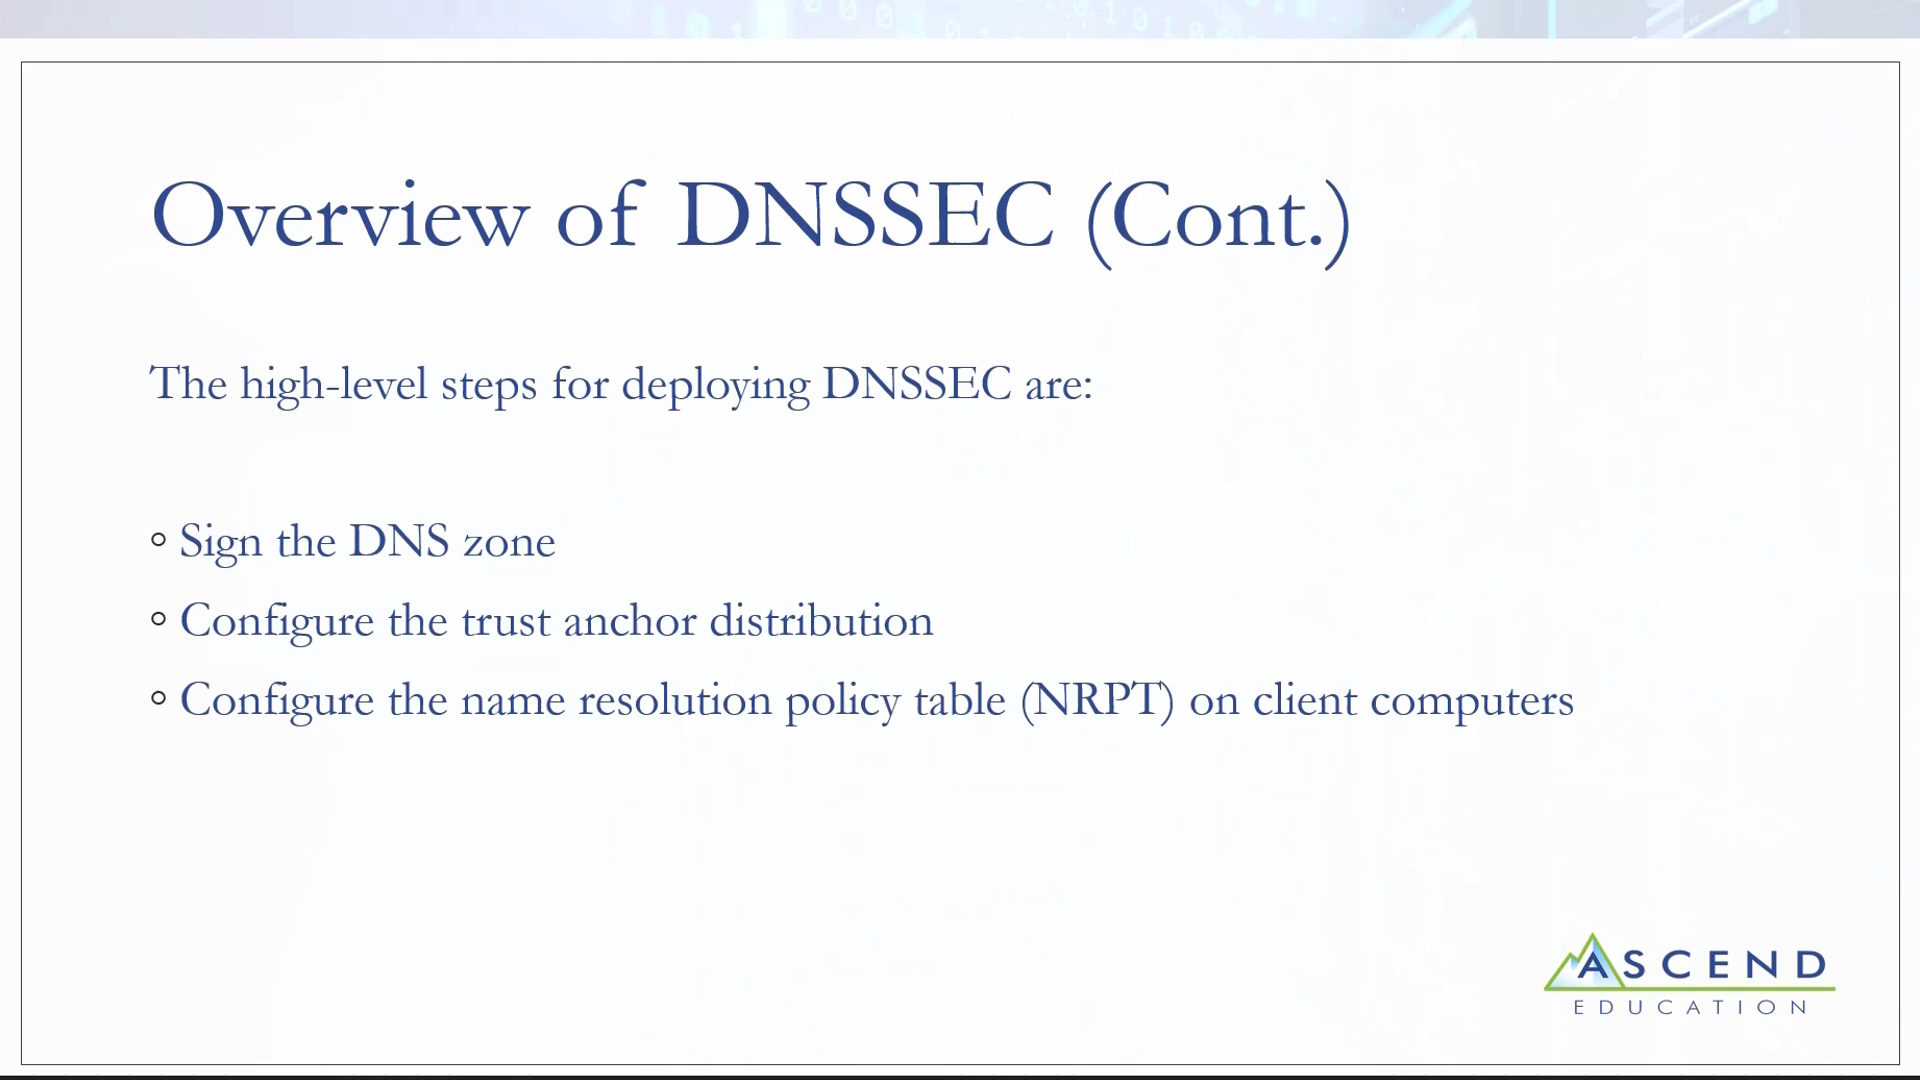 Overview of DNSSEC (Cont.)
The high-level steps for deploying DNSSEC are:
Sign the DNS zone
Configure the trust anchor distribution
Configure the name resolution policy table (NRPT) on client computers
ASCEND
EDUCATION